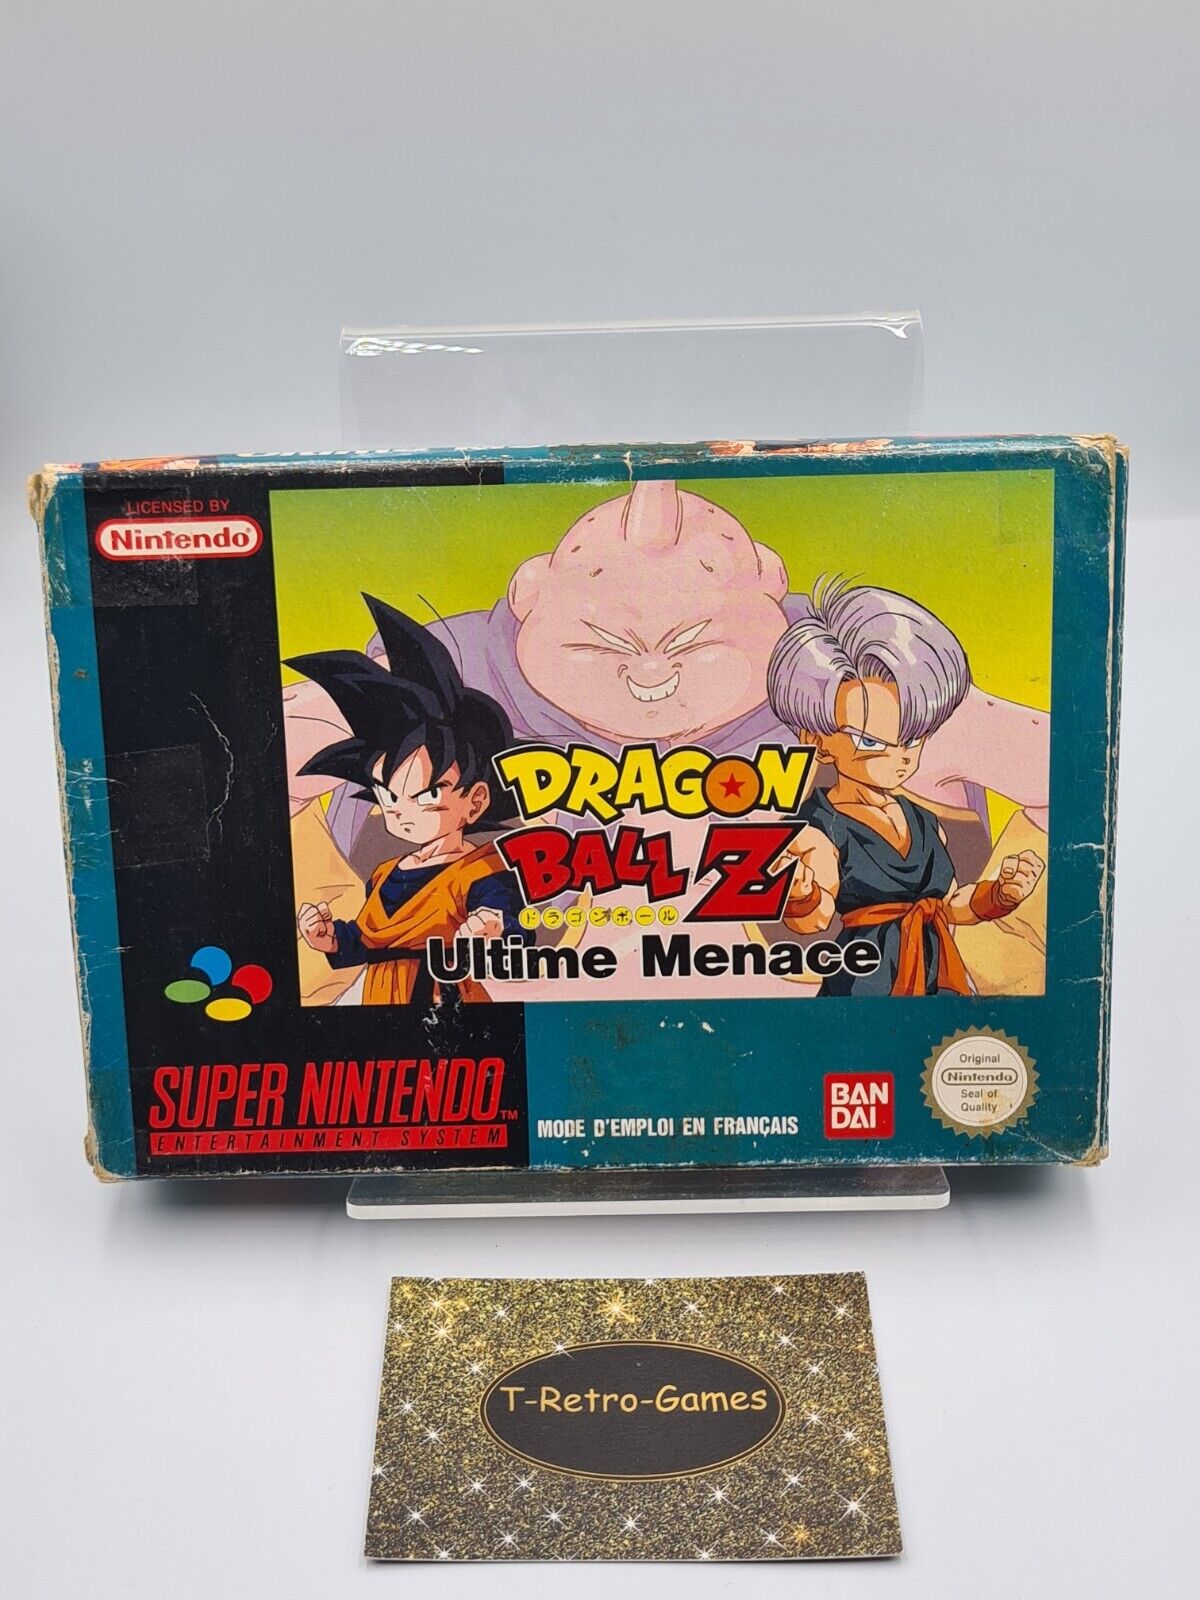 LICENSED BY
Nintendo®
DRAGON
BALL Z
ドラゴンボール
Ultime Menace
SUPER NINTENDO™
ENTERTAINMENT SYSTEM
MODE D'EMPLOI EN FRANÇAIS
BAN
DAI
Original
Nintendo
Seal of
Quality
T-Retro-Games